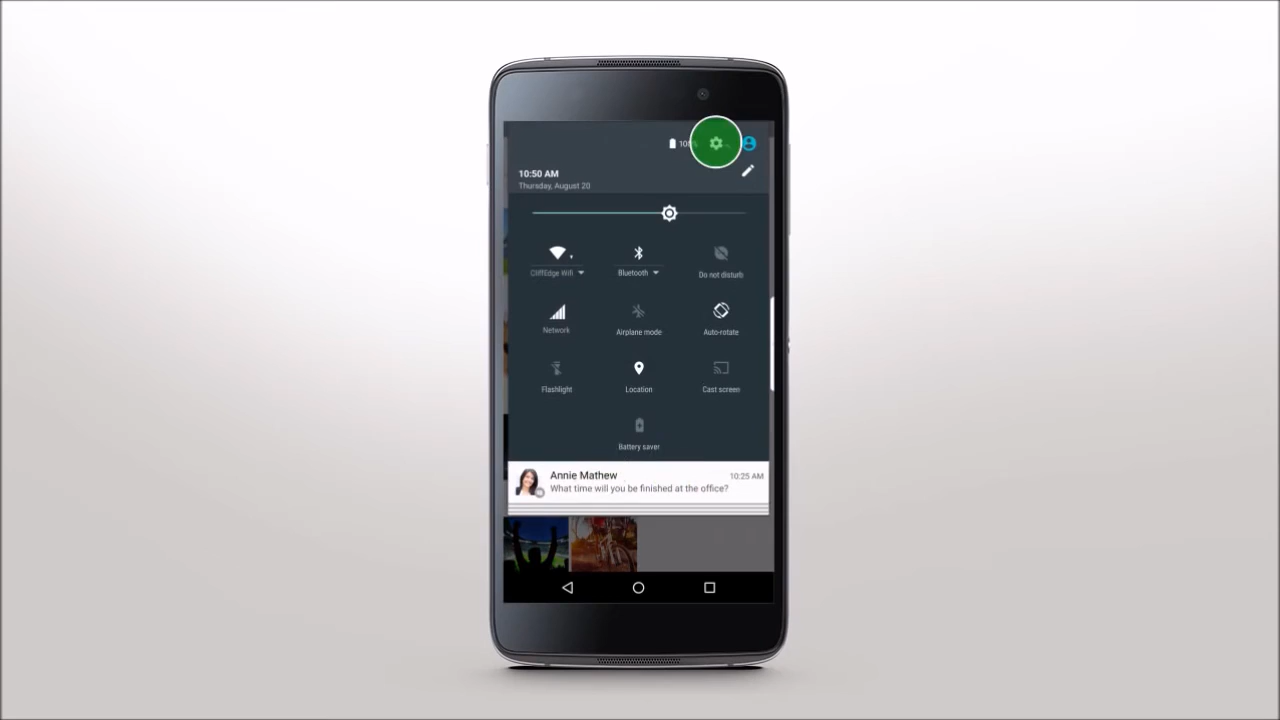 10:50 AM
Thursday, August 20
CliffEdge Wifi
Bluetooth
Do not disturb
Network
Airplane mode
Auto-rotate
Flashlight
Location
Cast screen
Battery saver
Annie Mathew 10:25 AM
What time will you be finished at the office?